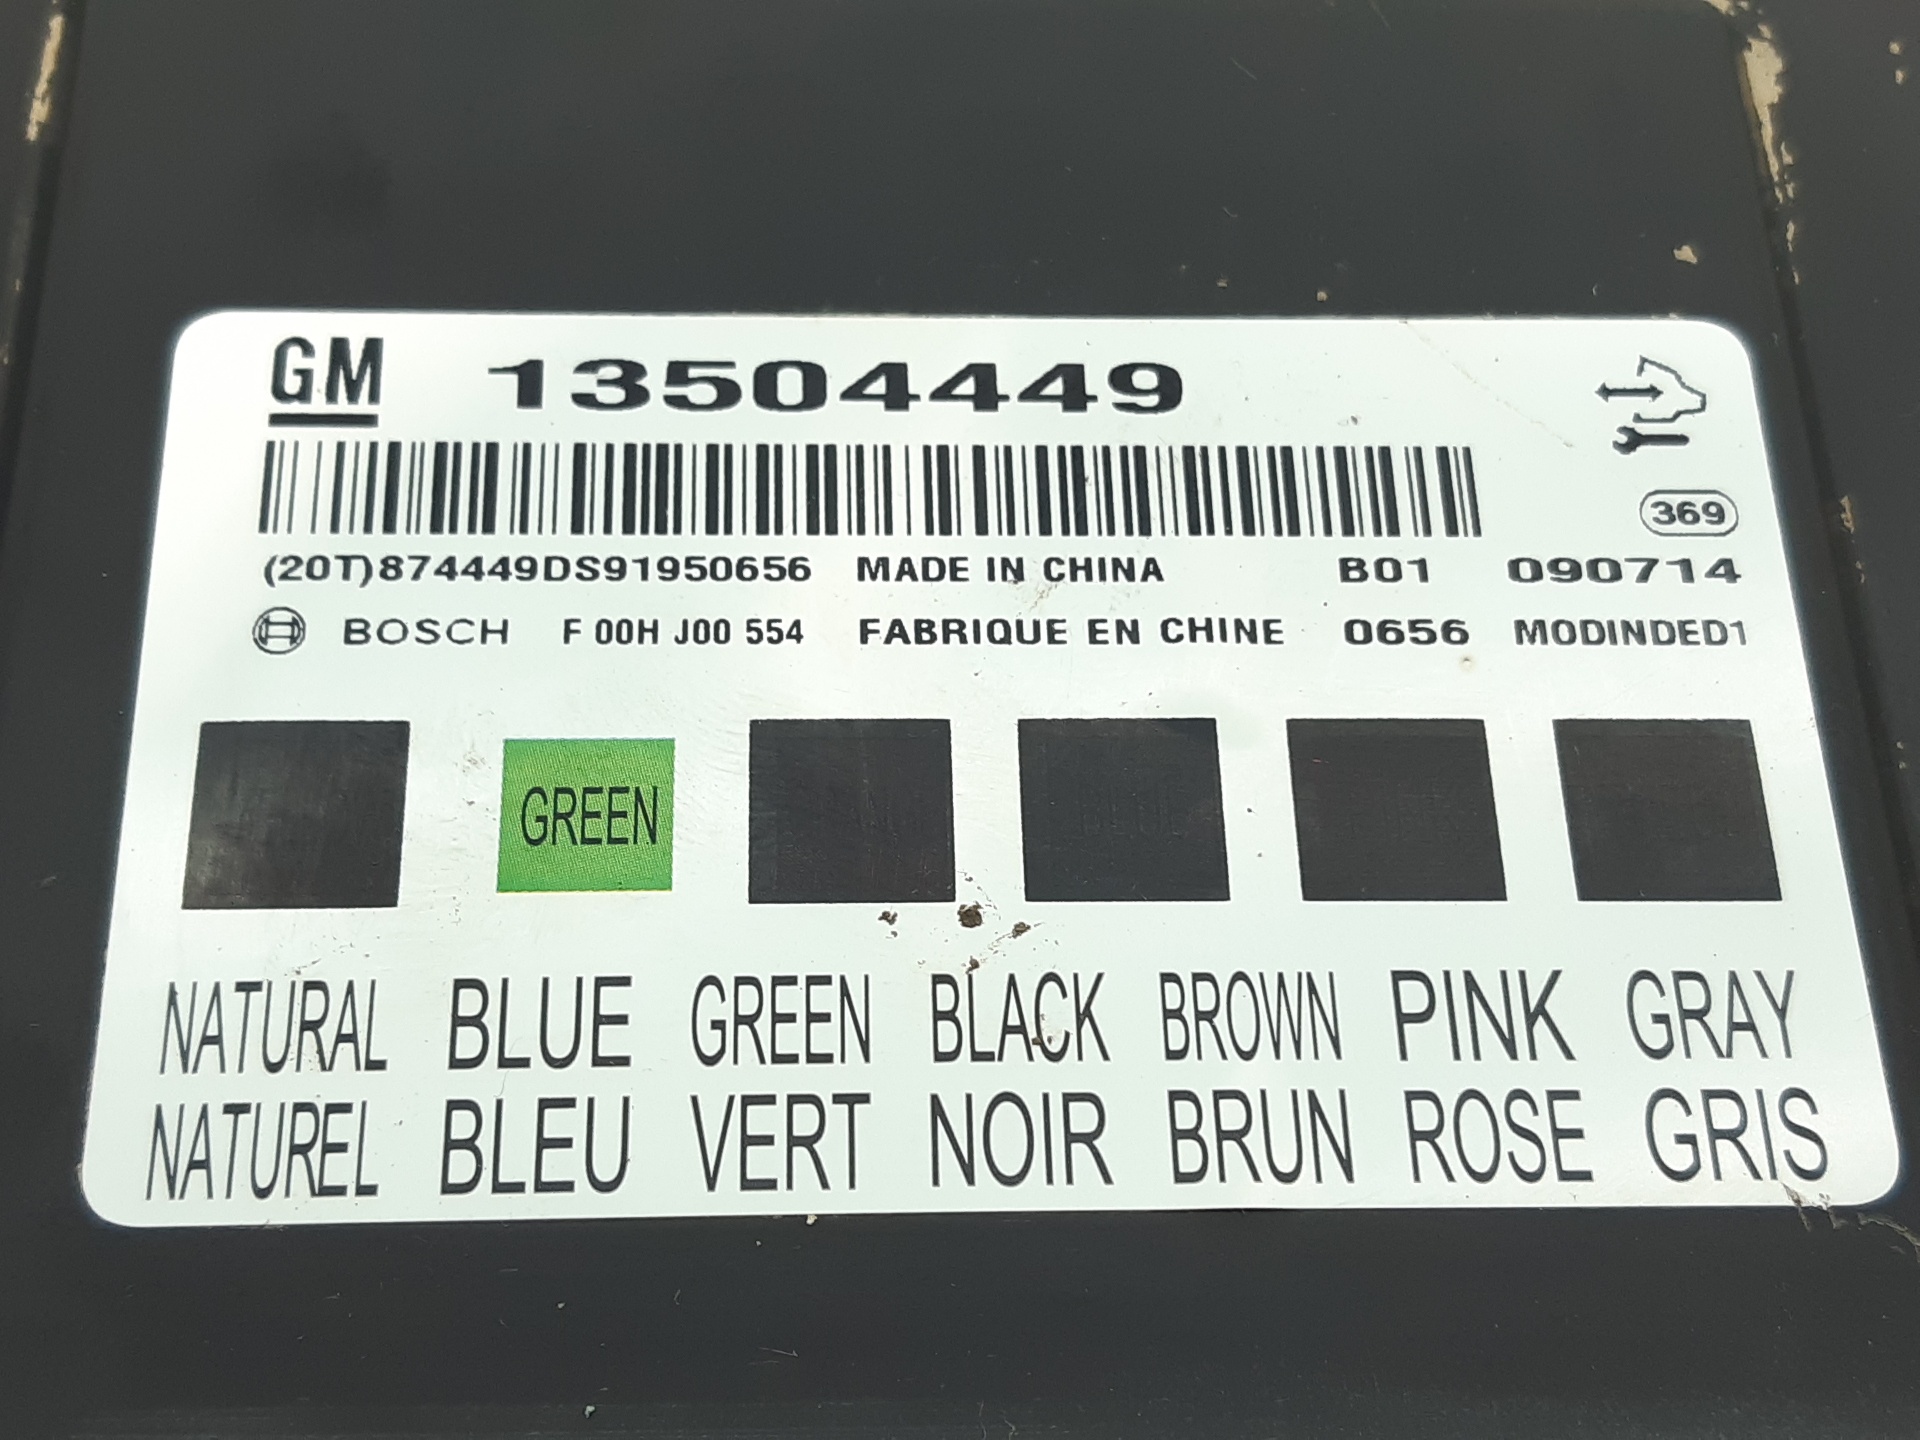 GM 13504449
369
(20T)874449DS91950656 MADE IN CHINA B01 090714
BOSCH F 00H J00 554 FABRIQUE EN CHINE 0656 MODINDED1
GREEN
NATURAL BLUE GREEN BLACK BROWN PINK GRAY
NATUREL BLEU VERT NOIR BRUN ROSE GRIS